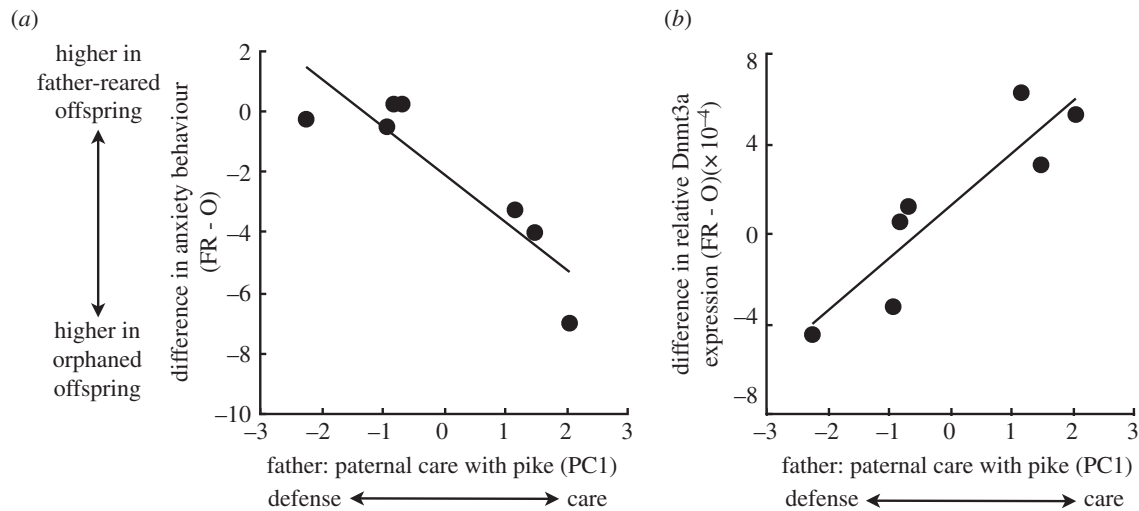 (a)
higher in
father-reared
offspring
higher in
orphaned
offspring
difference in anxiety behaviour
(FR - O)
2
0
–2
–4
–6
–8
–10
–3
–2
–1
0
1
2
3
father: paternal care with pike (PC1)
defense
care
(b)
difference in relative Dnmt3a
expression (FR - O)(×10–4)
8
4
0
–4
–8
–3
–2
–1
0
1
2
3
father: paternal care with pike (PC1)
defense
care